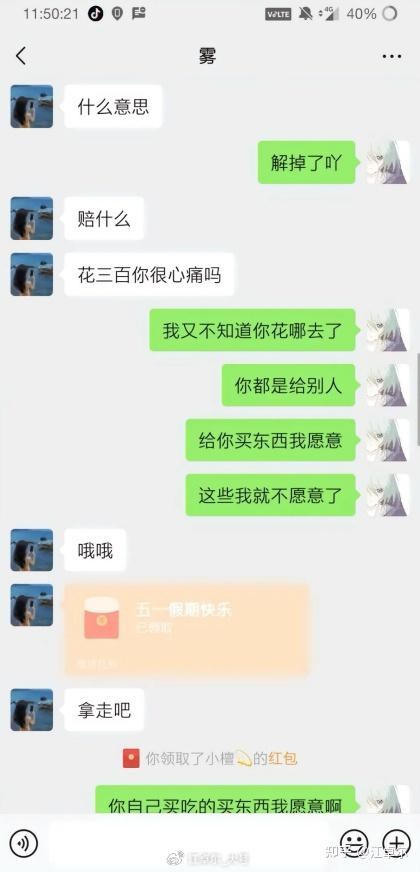 11:50:21
VoLTE
4G
40%
雾
什么意思
解掉了吖
赔什么
花三百你很心痛吗
我又不知道你花哪去了
你都是给别人
给你买东西我愿意
这些我就不愿意了
哦哦
五一假期快乐
已领取
微信红包
拿走吧
你领取了小檀💫的红包
你自己买吃的买东西我愿意啊
知乎